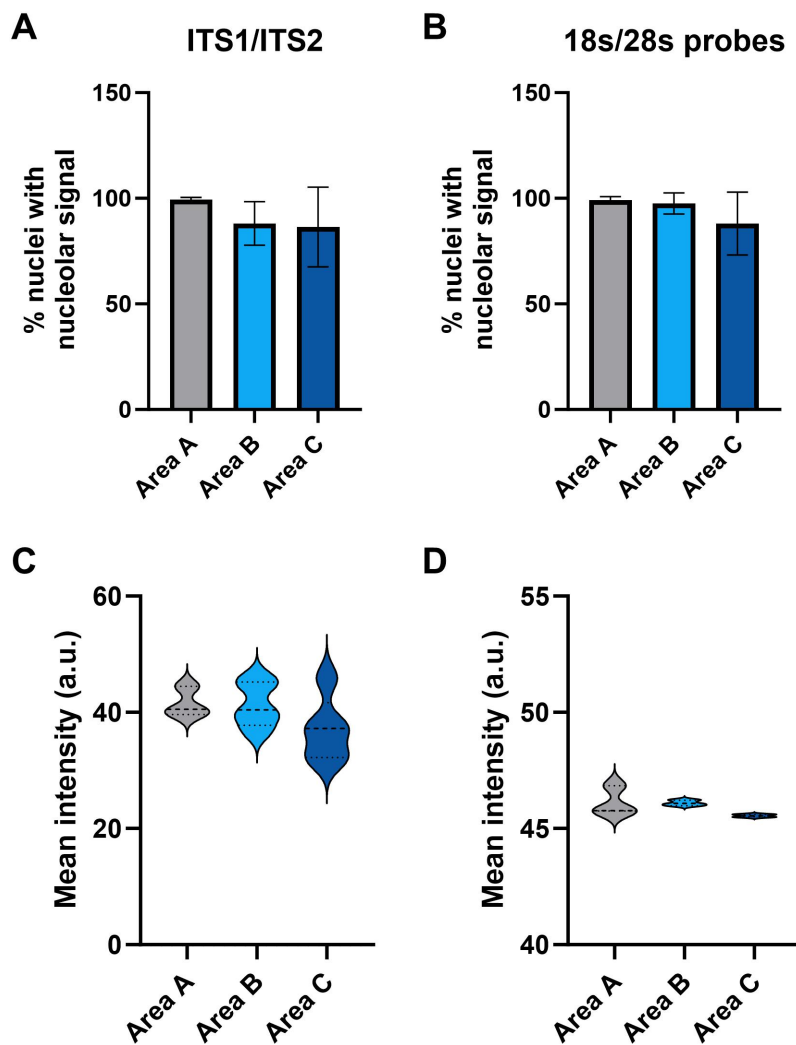 A
ITS1/ITS2
% nuclei with
nucleolar signal
150
100
50
0
Area A
Area B
Area C
B
18s/28s probes
% nuclei with
nucleolar signal
150
100
50
0
Area A
Area B
Area C
C
Mean intensity (a.u.)
60
40
20
0
Area A
Area B
Area C
D
Mean intensity (a.u.)
55
50
45
40
Area A
Area B
Area C